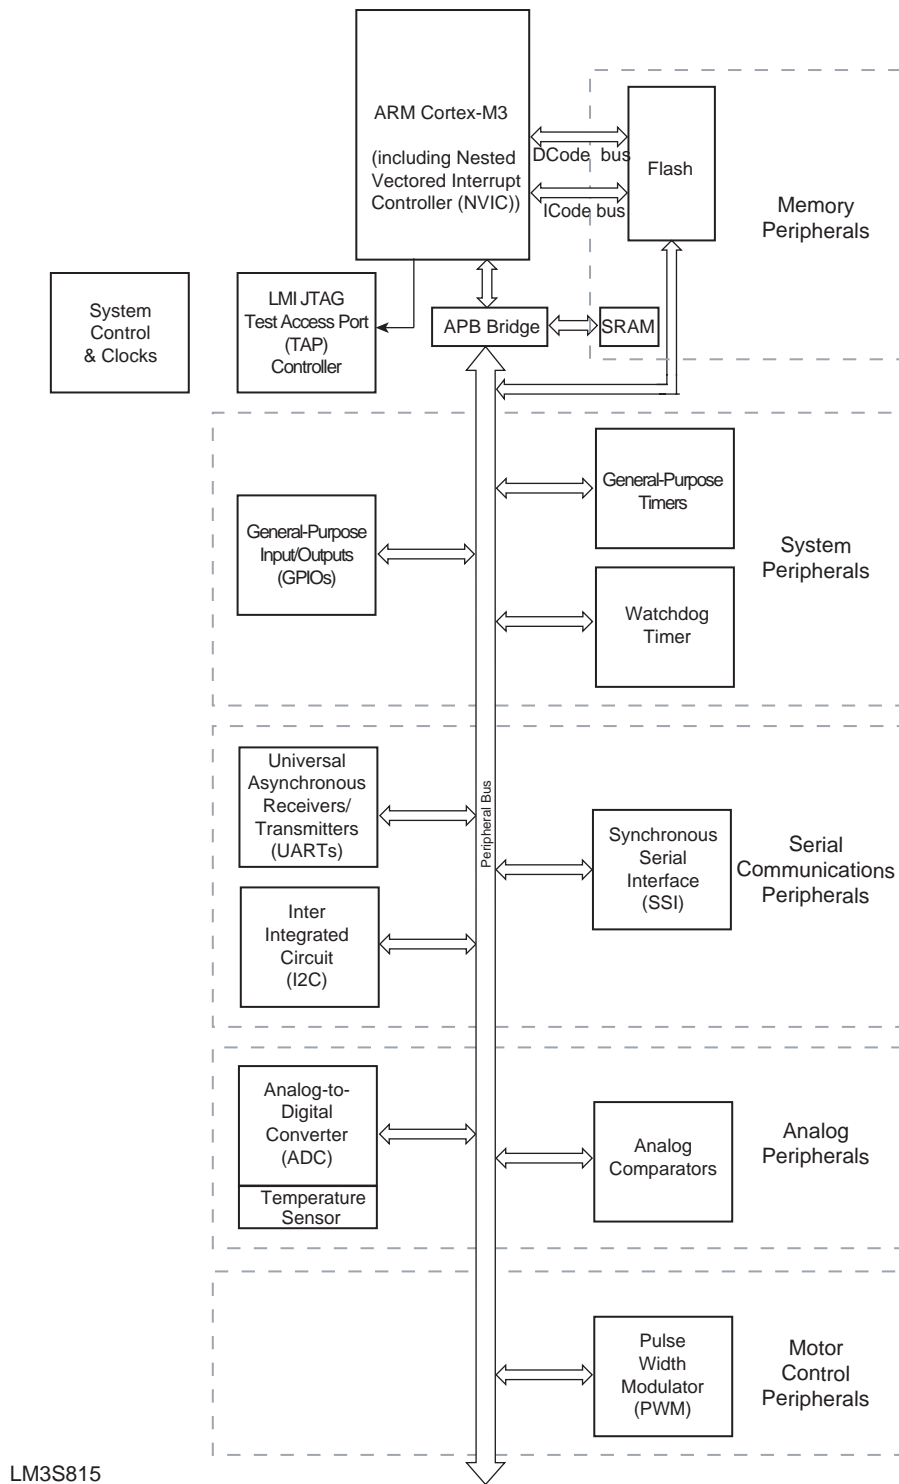 ARM Cortex-M3
(including Nested
Vectored Interrupt
Controller (NVIC))
DCode bus
ICode bus
Flash
Memory
Peripherals
System
Control
& Clocks
LMI JTAG
Test Access Port
(TAP)
Controller
APB Bridge
SRAM
General-Purpose
Input/Outputs
(GPIOs)
General-Purpose
Timers
Watchdog
Timer
System
Peripherals
Universal
Asynchronous
Receivers/
Transmitters
(UARTs)
Inter
Integrated
Circuit
(I2C)
Peripheral Bus
Synchronous
Serial
Interface
(SSI)
Serial
Communications
Peripherals
Analog-to-
Digital
Converter
(ADC)
Temperature
Sensor
Analog
Comparators
Analog
Peripherals
Pulse
Width
Modulator
(PWM)
Motor
Control
Peripherals
LM3S815